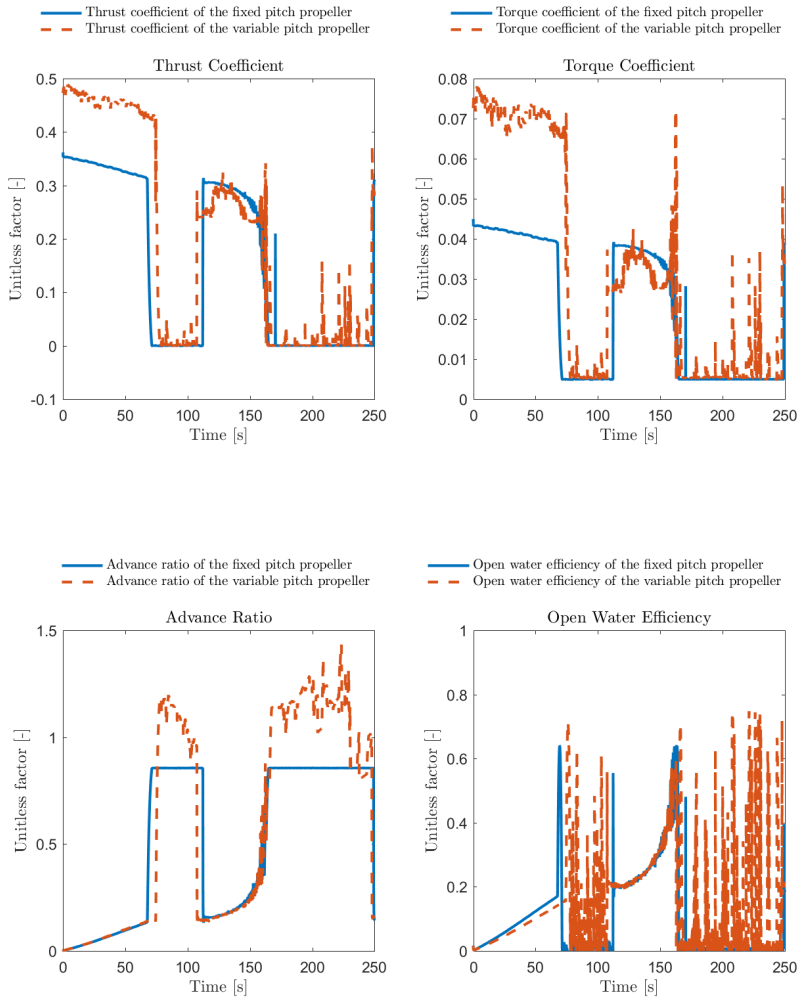 Thrust coefficient of the fixed pitch propeller
Thrust coefficient of the variable pitch propeller
Thrust Coefficient
0.5
0.4
0.3
0.2
0.1
0
-0.1
Unitless factor [-]
0 50 100 150 200 250
Time [s]
Torque coefficient of the fixed pitch propeller
Torque coefficient of the variable pitch propeller
Torque Coefficient
0.08
0.07
0.06
0.05
0.04
0.03
0.02
0.01
0
Unitless factor [-]
0 50 100 150 200 250
Time [s]
Advance ratio of the fixed pitch propeller
Advance ratio of the variable pitch propeller
Advance Ratio
1.5
1
0.5
0
Unitless factor [-]
0 50 100 150 200 250
Time [s]
Open water efficiency of the fixed pitch propeller
Open water efficiency of the variable pitch propeller
Open Water Efficiency
1
0.8
0.6
0.4
0.2
0
Unitless factor [-]
0 50 100 150 200 250
Time [s]